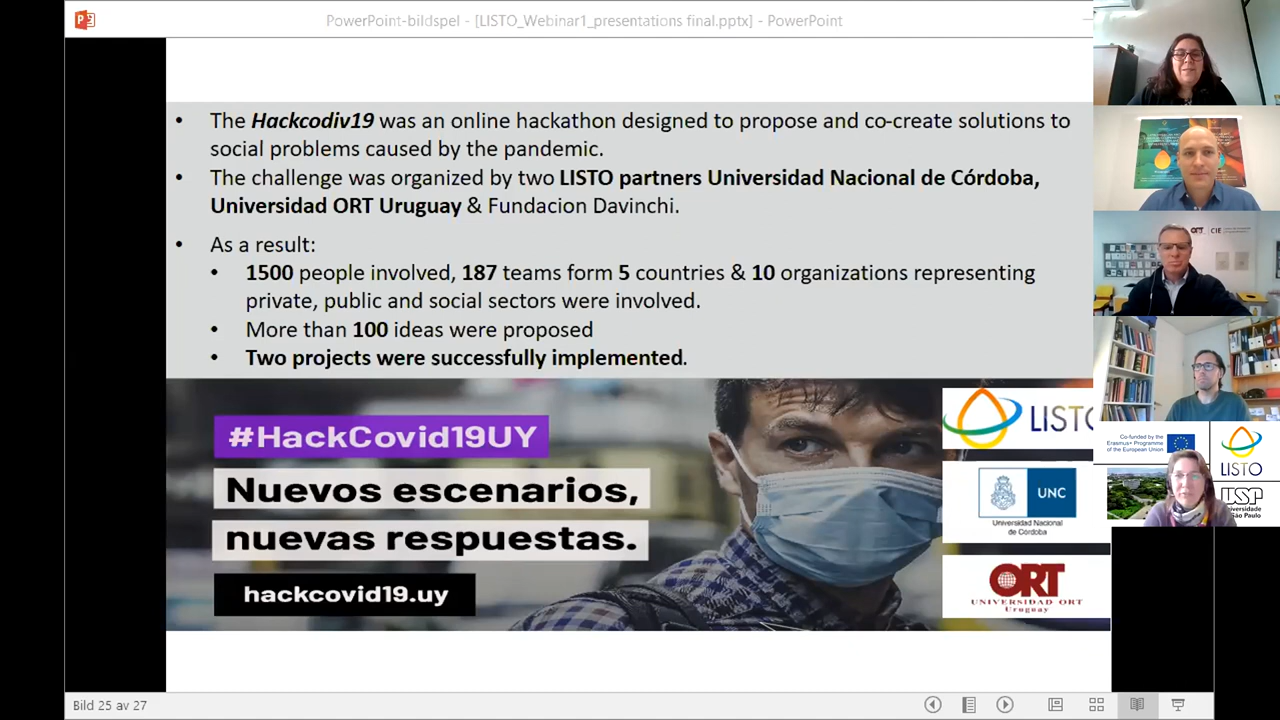 PowerPoint-bildspel - [LISTO_Webinar1_presentations final.pptx] - PowerPoint
• The Hackcodiv19 was an online hackathon designed to propose and co-create solutions to
social problems caused by the pandemic.
• The challenge was organized by two LISTO partners Universidad Nacional de Córdoba,
Universidad ORT Uruguay & Fundacion Davinchi.
• As a result:
• 1500 people involved, 187 teams form 5 countries & 10 organizations representing
private, public and social sectors were involved.
• More than 100 ideas were proposed
• Two projects were successfully implemented.
#HackCovid19UY
Nuevos escenarios,
nuevas respuestas.
hackcovid19.uy
LISTO
UNC
Universidad Nacional
de Córdoba
ORT
UNIVERSIDAD ORT
Uruguay
ORT CIE
Co-funded by the
Erasmus+ Programme
of the European Union
LISTO
USP
Universidade
de São Paulo
Bild 25 av 27